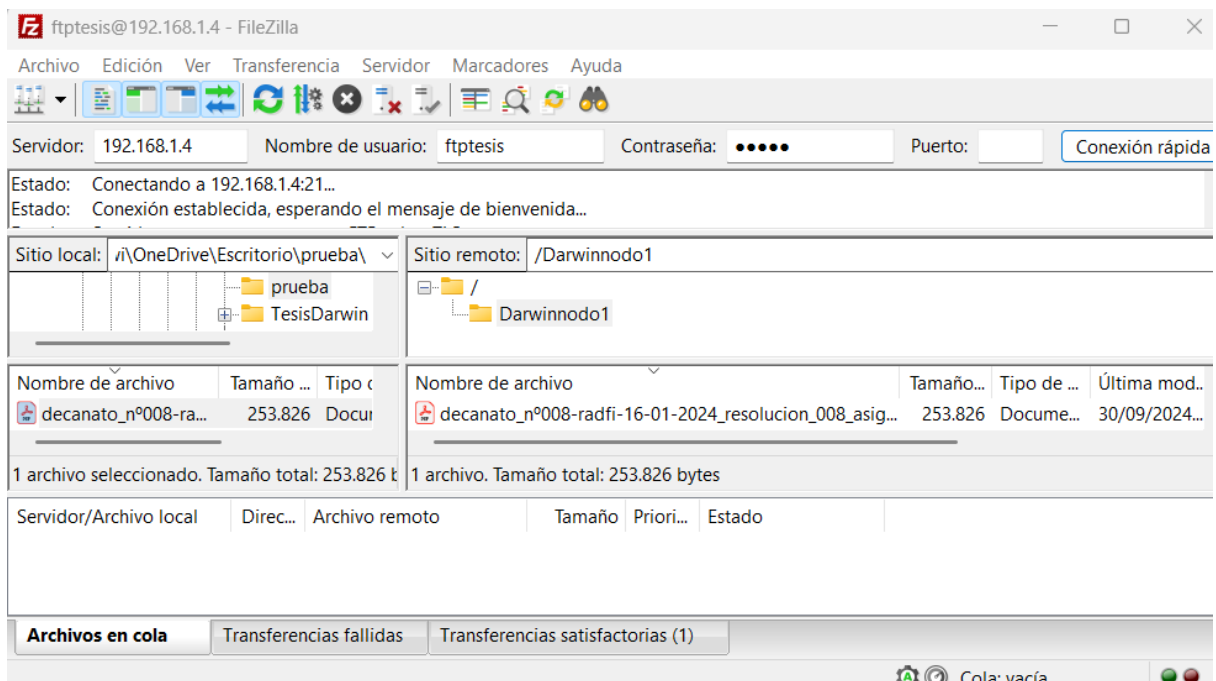 ftptesis@192.168.1.4 - FileZilla
Archivo Edición Ver Transferencia Servidor Marcadores Ayuda
Servidor: 192.168.1.4 Nombre de usuario: ftptesis Contraseña: ●●●●● Puerto: Conexión rápida
Estado: Conectando a 192.168.1.4:21...
Estado: Conexión establecida, esperando el mensaje de bienvenida...
Sitio local: vi\OneDrive\Escritorio\prueba\ Sitio remoto: /Darwinnodo1
prueba /
TesisDarwin Darwinnodo1
Nombre de archivo Tamaño ... Tipo d Nombre de archivo Tamaño... Tipo de ... Última mod..
decanato_nº008-ra... 253.826 Docur decanato_nº008-radfi-16-01-2024_resolucion_008_asig... 253.826 Docume... 30/09/2024...
1 archivo seleccionado. Tamaño total: 253.826 b 1 archivo. Tamaño total: 253.826 bytes
Servidor/Archivo local Direc... Archivo remoto Tamaño Priori... Estado
Archivos en cola Transferencias fallidas Transferencias satisfactorias (1)
Cola: vacía